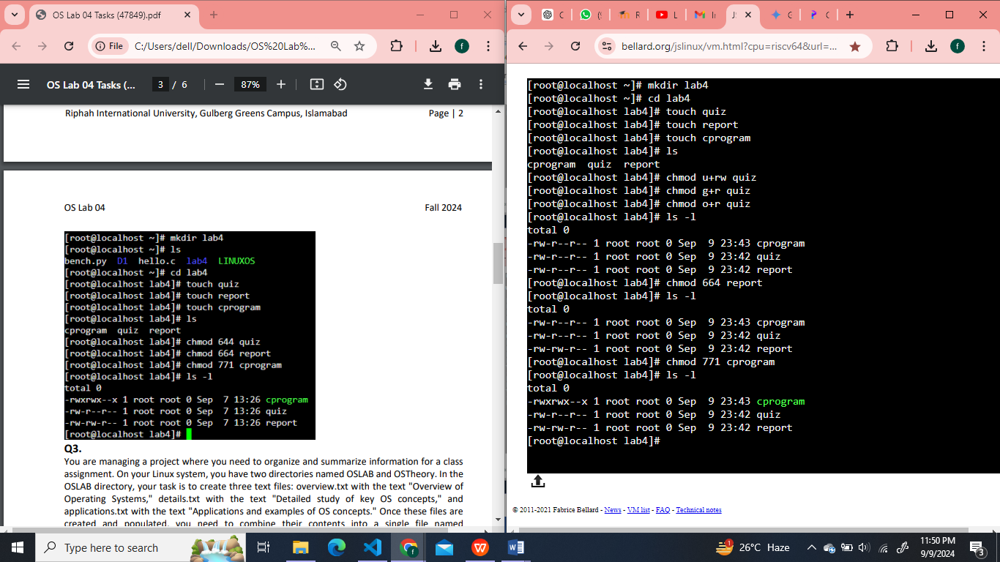 OS Lab 04 Tasks (47849).pdf
File
C:/Users/dell/Downloads/OS%20Lab%...
f
OS Lab 04 Tasks (...
3 / 6
87%
Riphah International University, Gulberg Greens Campus, Islamabad
Page | 2
OS Lab 04
Fall 2024
[root@localhost ~]# mkdir lab4
[root@localhost ~]# ls
bench.py D1 hello.c lab4 LINUXOS
[root@localhost ~]# cd lab4
[root@localhost lab4]# touch quiz
[root@localhost lab4]# touch report
[root@localhost lab4]# touch cprogram
[root@localhost lab4]# ls
cprogram quiz report
[root@localhost lab4]# chmod 644 quiz
[root@localhost lab4]# chmod 664 report
[root@localhost lab4]# chmod 771 cprogram
[root@localhost lab4]# ls -l
total 0
-rwxrwx--x 1 root root 0 Sep 7 13:26 cprogram
-rw-r--r-- 1 root root 0 Sep 7 13:26 quiz
-rw-rw-r-- 1 root root 0 Sep 7 13:26 report
[root@localhost lab4]#
Q3.
You are managing a project where you need to organize and summarize information for a class
assignment. On your Linux system, you have two directories named OSLAB and OSTheory. In the
OSLAB directory, your task is to create three text files: overview.txt with the text "Overview of
Operating Systems," details.txt with the text "Detailed study of key OS concepts," and
applications.txt with the text "Applications and examples of OS concepts." Once these files are
created and populated, you need to combine their contents into a single file named
C
(9
R
L
In
J
G
C
bellard.org/jslinux/vm.html?cpu=riscv64&url=...
f
[root@localhost ~]# mkdir lab4
[root@localhost ~]# cd lab4
[root@localhost lab4]# touch quiz
[root@localhost lab4]# touch report
[root@localhost lab4]# touch cprogram
[root@localhost lab4]# ls
cprogram quiz report
[root@localhost lab4]# chmod u+rw quiz
[root@localhost lab4]# chmod g+r quiz
[root@localhost lab4]# chmod o+r quiz
[root@localhost lab4]# ls -l
total 0
-rw-r--r-- 1 root root 0 Sep 9 23:43 cprogram
-rw-r--r-- 1 root root 0 Sep 9 23:42 quiz
-rw-r--r-- 1 root root 0 Sep 9 23:42 report
[root@localhost lab4]# chmod 664 report
[root@localhost lab4]# ls -l
total 0
-rw-r--r-- 1 root root 0 Sep 9 23:43 cprogram
-rw-r--r-- 1 root root 0 Sep 9 23:42 quiz
-rw-rw-r-- 1 root root 0 Sep 9 23:42 report
[root@localhost lab4]# chmod 771 cprogram
[root@localhost lab4]# ls -l
total 0
-rwxrwx--x 1 root root 0 Sep 9 23:43 cprogram
-rw-r--r-- 1 root root 0 Sep 9 23:42 quiz
-rw-rw-r-- 1 root root 0 Sep 9 23:42 report
[root@localhost lab4]#
© 2011-2021 Fabrice Bellard - News - VM list - FAQ - Technical notes
Type here to search
26°C Haze
11:50 PM
9/9/2024
3